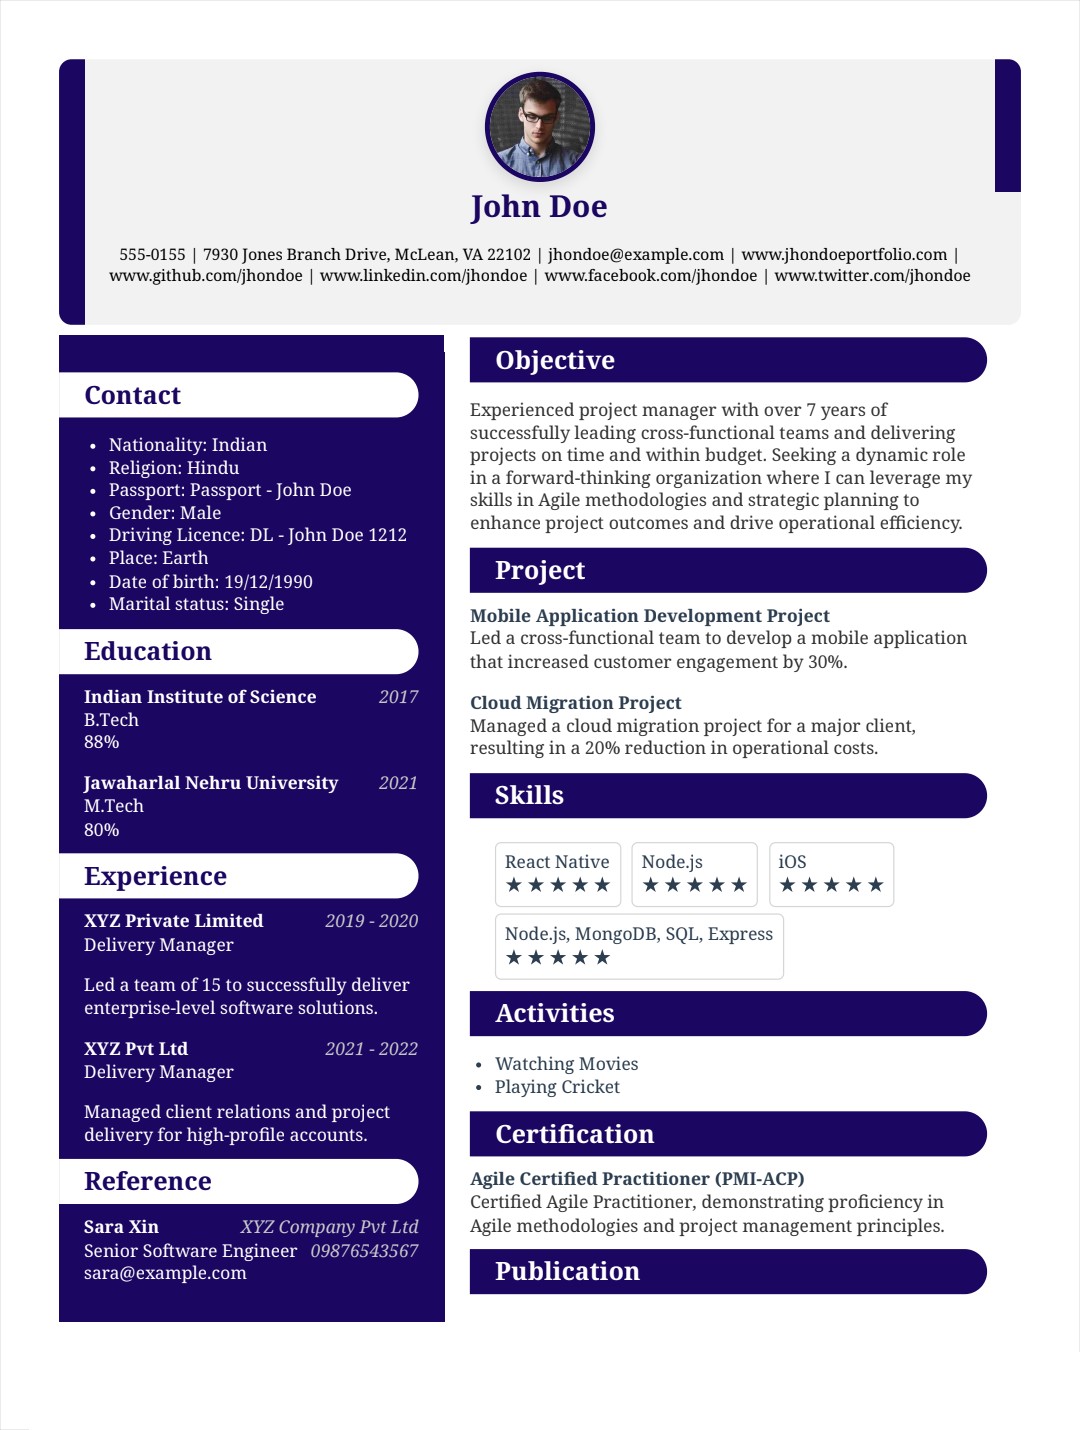 John Doe
555-0155 | 7930 Jones Branch Drive, McLean, VA 22102 | jhondoe@example.com | www.jhondoeportfolio.com |
www.github.com/jhondoe | www.linkedin.com/jhondoe | www.facebook.com/jhondoe | www.twitter.com/jhondoe
Contact
• Nationality: Indian
• Religion: Hindu
• Passport: Passport - John Doe
• Gender: Male
• Driving Licence: DL - John Doe 1212
• Place: Earth
• Date of birth: 19/12/1990
• Marital status: Single
Education
Indian Institute of Science 2017
B.Tech
88%
Jawaharlal Nehru University 2021
M.Tech
80%
Experience
XYZ Private Limited 2019 - 2020
Delivery Manager
Led a team of 15 to successfully deliver
enterprise-level software solutions.
XYZ Pvt Ltd 2021 - 2022
Delivery Manager
Managed client relations and project
delivery for high-profile accounts.
Reference
Sara Xin XYZ Company Pvt Ltd
Senior Software Engineer 09876543567
sara@example.com
Objective
Experienced project manager with over 7 years of
successfully leading cross-functional teams and delivering
projects on time and within budget. Seeking a dynamic role
in a forward-thinking organization where I can leverage my
skills in Agile methodologies and strategic planning to
enhance project outcomes and drive operational efficiency.
Project
Mobile Application Development Project
Led a cross-functional team to develop a mobile application
that increased customer engagement by 30%.
Cloud Migration Project
Managed a cloud migration project for a major client,
resulting in a 20% reduction in operational costs.
Skills
React Native Node.js iOS
★★★★★ ★★★★★ ★★★★★
Node.js, MongoDB, SQL, Express
★★★★★
Activities
• Watching Movies
• Playing Cricket
Certification
Agile Certified Practitioner (PMI-ACP)
Certified Agile Practitioner, demonstrating proficiency in
Agile methodologies and project management principles.
Publication